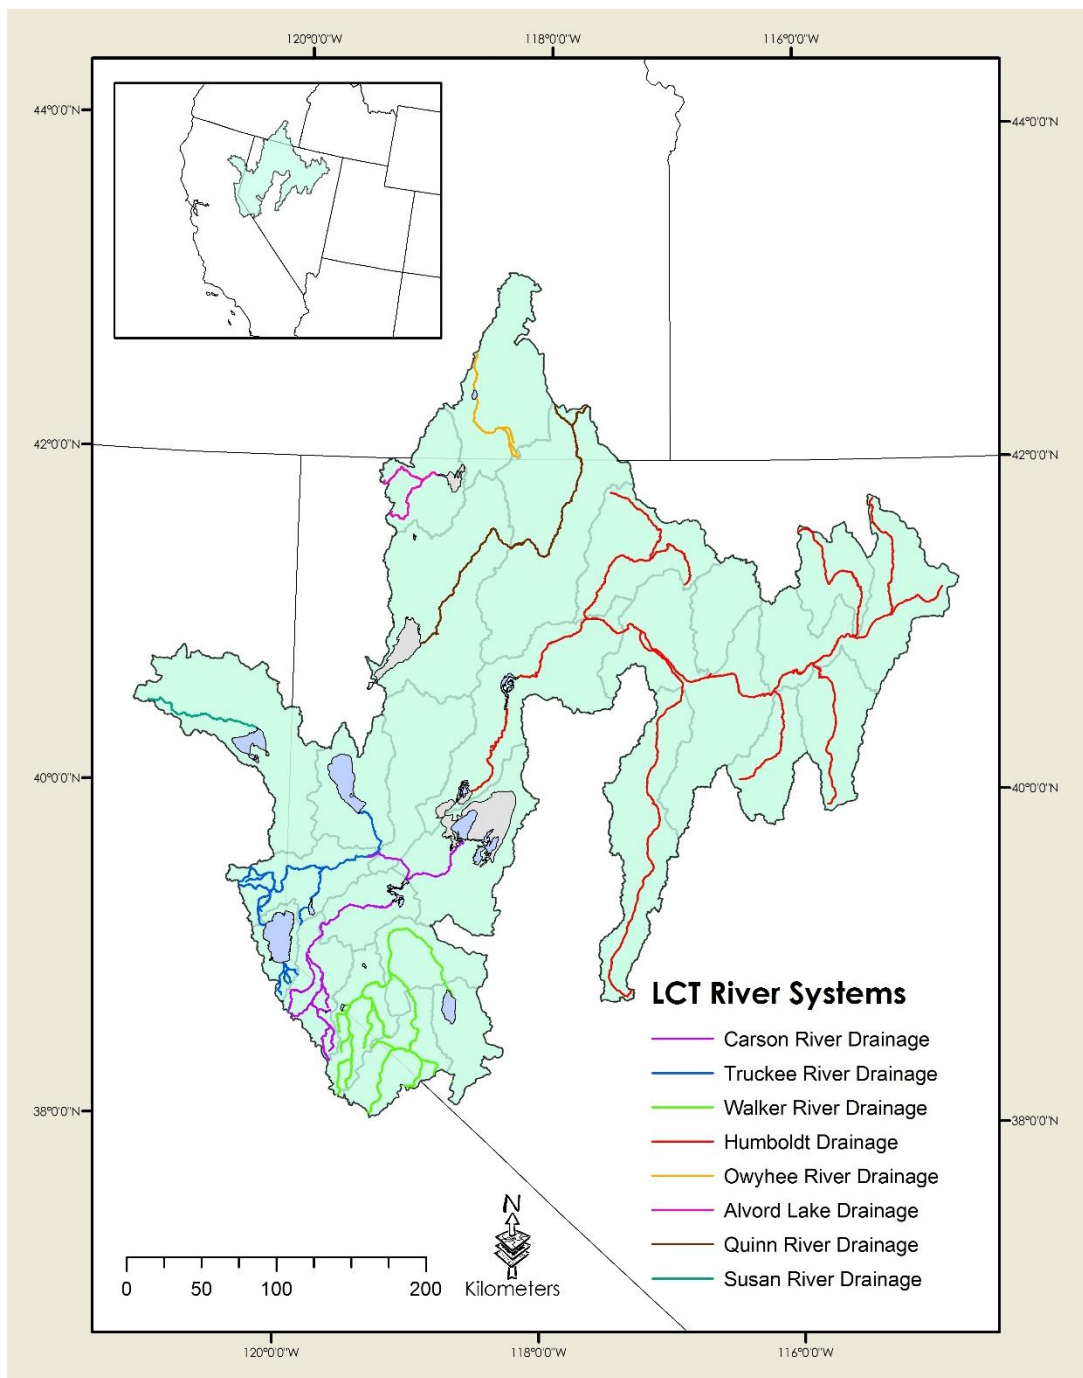 120°0'0"W 118°0'0"W 116°0'0"W
44°0'0"N 44°0'0"N
42°0'0"N 42°0'0"N
40°0'0"N 40°0'0"N
LCT River Systems
Carson River Drainage
Truckee River Drainage
Walker River Drainage
38°0'0"N 38°0'0"N
Humboldt Drainage
Owyhee River Drainage
Alvord Lake Drainage
Quinn River Drainage
Susan River Drainage
N
0 50 100 200
Kilometers
120°0'0"W 118°0'0"W 116°0'0"W